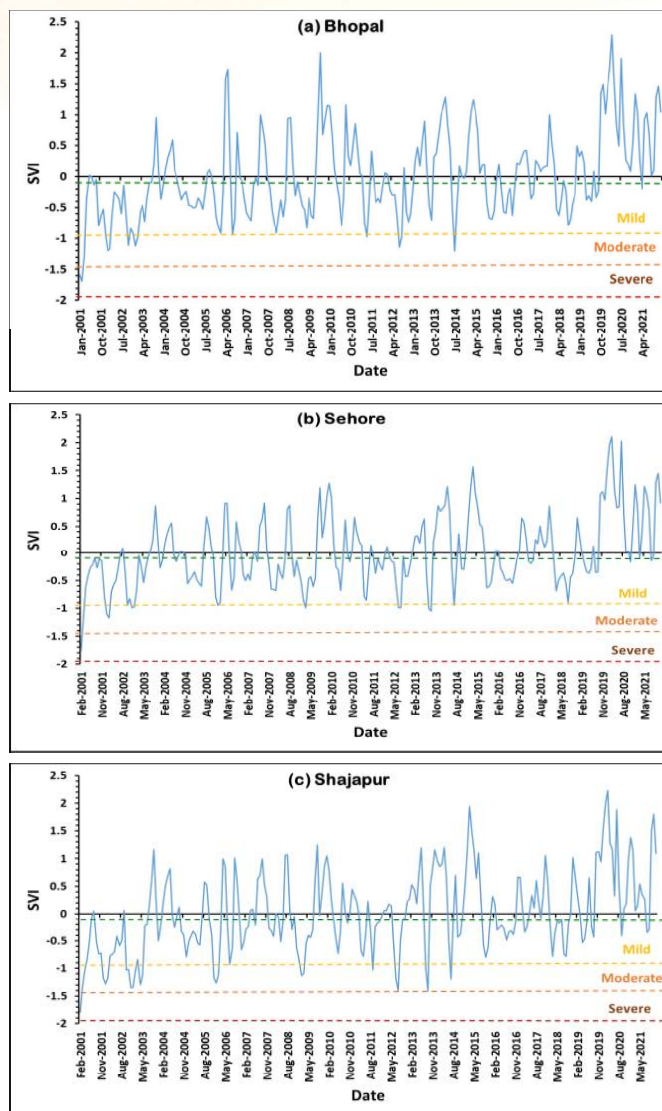 (a) Bhopal
2.5
2
1.5
1
0.5
0
-0.5
-1
-1.5
-2
SVI
Mild
Moderate
Severe
Jan-2001
Oct-2001
Jul-2002
Apr-2003
Jan-2004
Oct-2004
Jul-2005
Apr-2006
Jan-2007
Oct-2007
Jul-2008
Apr-2009
Jan-2010
Oct-2010
Jul-2011
Apr-2012
Jan-2013
Oct-2013
Jul-2014
Apr-2015
Jan-2016
Oct-2016
Jul-2017
Apr-2018
Jan-2019
Oct-2019
Jul-2020
Apr-2021
Date
(b) Sehore
2.5
2
1.5
1
0.5
0
-0.5
-1
-1.5
-2
SVI
Mild
Moderate
Severe
Feb-2001
Nov-2001
Aug-2002
May-2003
Feb-2004
Nov-2004
Aug-2005
May-2006
Feb-2007
Nov-2007
Aug-2008
May-2009
Feb-2010
Nov-2010
Aug-2011
May-2012
Feb-2013
Nov-2013
Aug-2014
May-2015
Feb-2016
Nov-2016
Aug-2017
May-2018
Feb-2019
Nov-2019
Aug-2020
May-2021
Date
(c) Shajapur
2.5
2
1.5
1
0.5
0
-0.5
-1
-1.5
-2
SVI
Mild
Moderate
Severe
Feb-2001
Nov-2001
Aug-2002
May-2003
Feb-2004
Nov-2004
Aug-2005
May-2006
Feb-2007
Nov-2007
Aug-2008
May-2009
Feb-2010
Nov-2010
Aug-2011
May-2012
Feb-2013
Nov-2013
Aug-2014
May-2015
Feb-2016
Nov-2016
Aug-2017
May-2018
Feb-2019
Nov-2019
Aug-2020
May-2021
Date